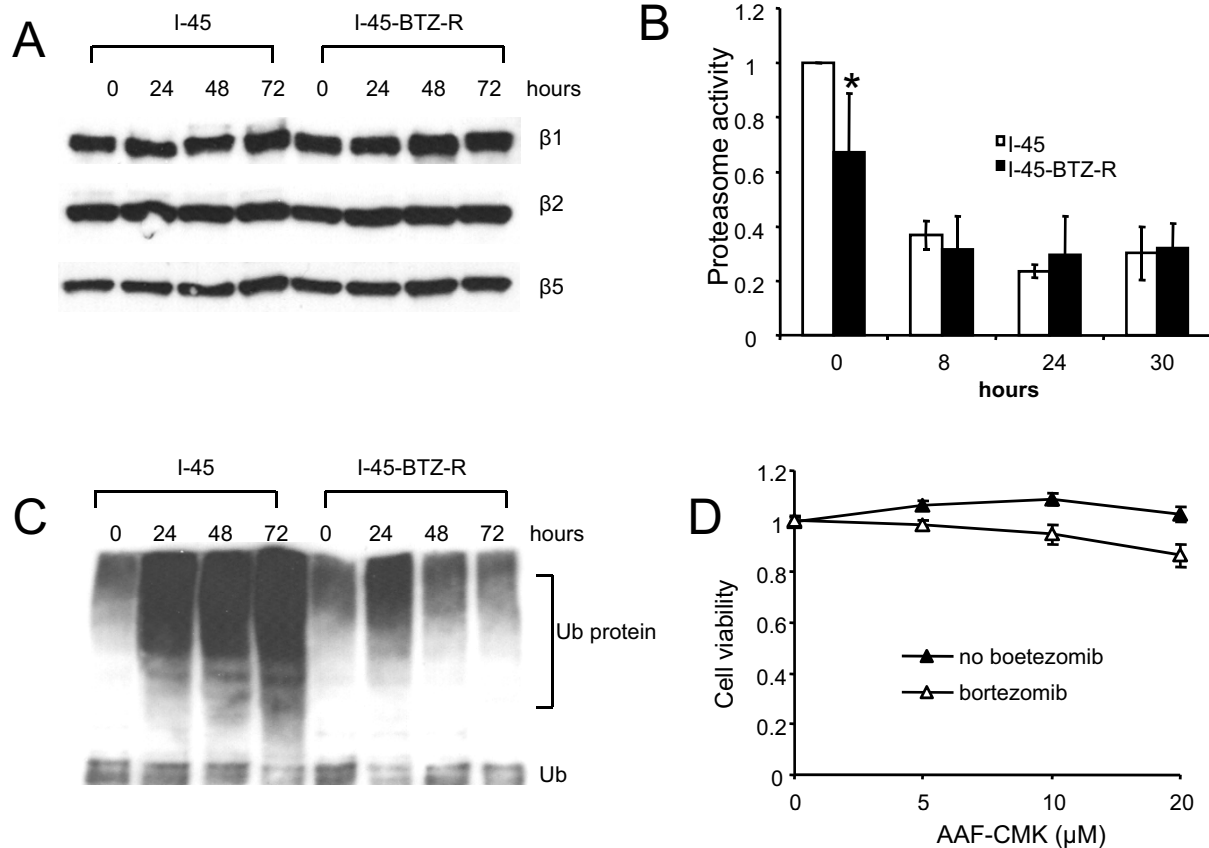 A
I-45 I-45-BTZ-R
0 24 48 72 0 24 48 72 hours
β1
β2
β5
B
Proteasome activity
1
0.8
0.6
0.4
0.2
0
*
I-45
I-45-BTZ-R
0 8 24 30
hours
C
I-45 I-45-BTZ-R
0 24 48 72 0 24 48 72 hours
Ub protein
Ub
D
Cell viability
1.2
1
0.8
0.6
0.4
0.2
0
no boetezomib
bortezomib
0 5 10 20
AAF-CMK (µM)